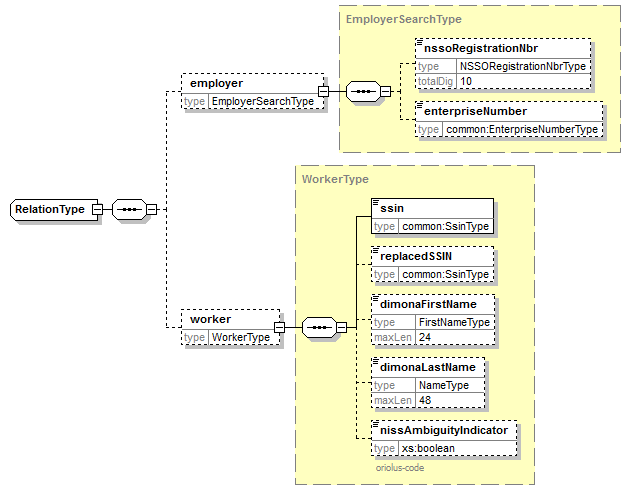 EmployerSearchType
nssoRegistrationNbr
type NSSORegistrationNbrType
totalDig 10
employer
type EmployerSearchType
enterpriseNumber
type common:EnterpriseNumberType
RelationType
WorkerType
ssin
type common:SsinType
replacedSSIN
type common:SsinType
dimonaFirstName
type FirstNameType
maxLen 24
worker
type WorkerType
dimonaLastName
type NameType
maxLen 48
nissAmbiguityIndicator
type xs:boolean
oriolus-code